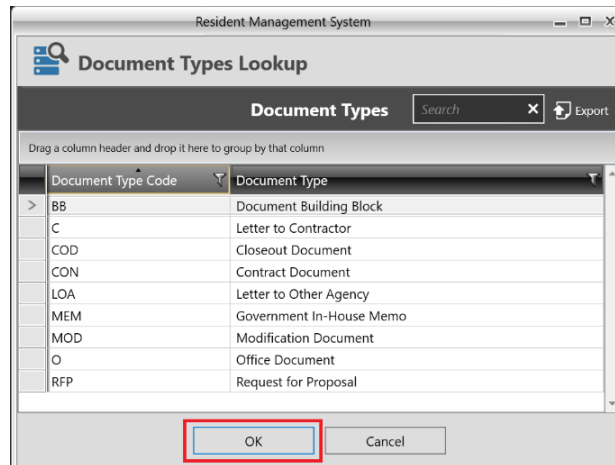 Resident Management System
Document Types Lookup
Document Types Search Export
Drag a column header and drop it here to group by that column
Document Type Code Document Type
BB Document Building Block
C Letter to Contractor
COD Closeout Document
CON Contract Document
LOA Letter to Other Agency
MEM Government In-House Memo
MOD Modification Document
O Office Document
RFP Request for Proposal
OK Cancel